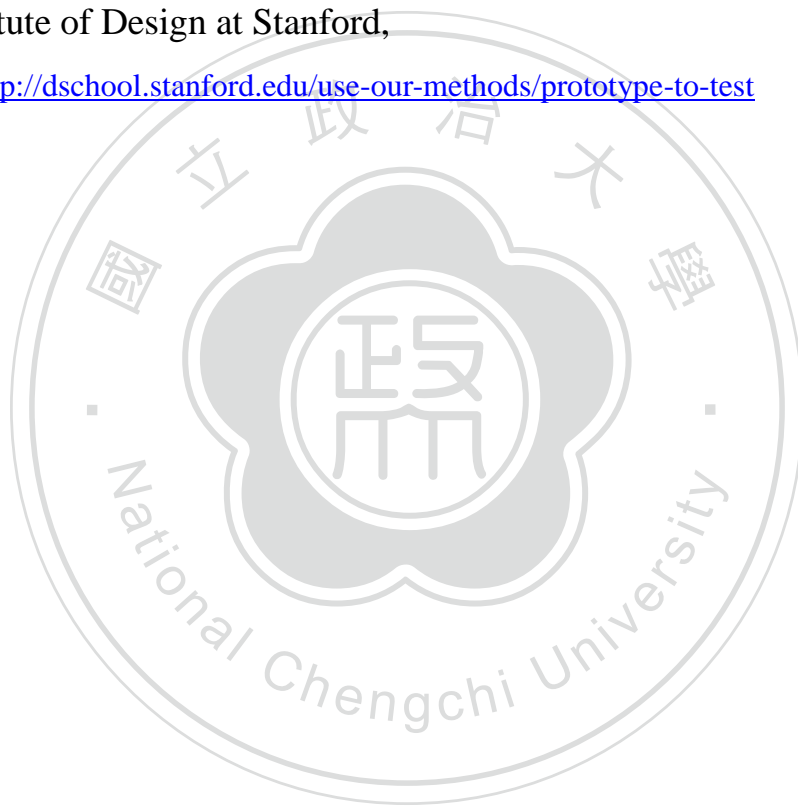 tute of Design at Stanford,
p://dschool.stanford.edu/use-our-methods/prototype-to-test
國立政治大學
政
National Chengchi University